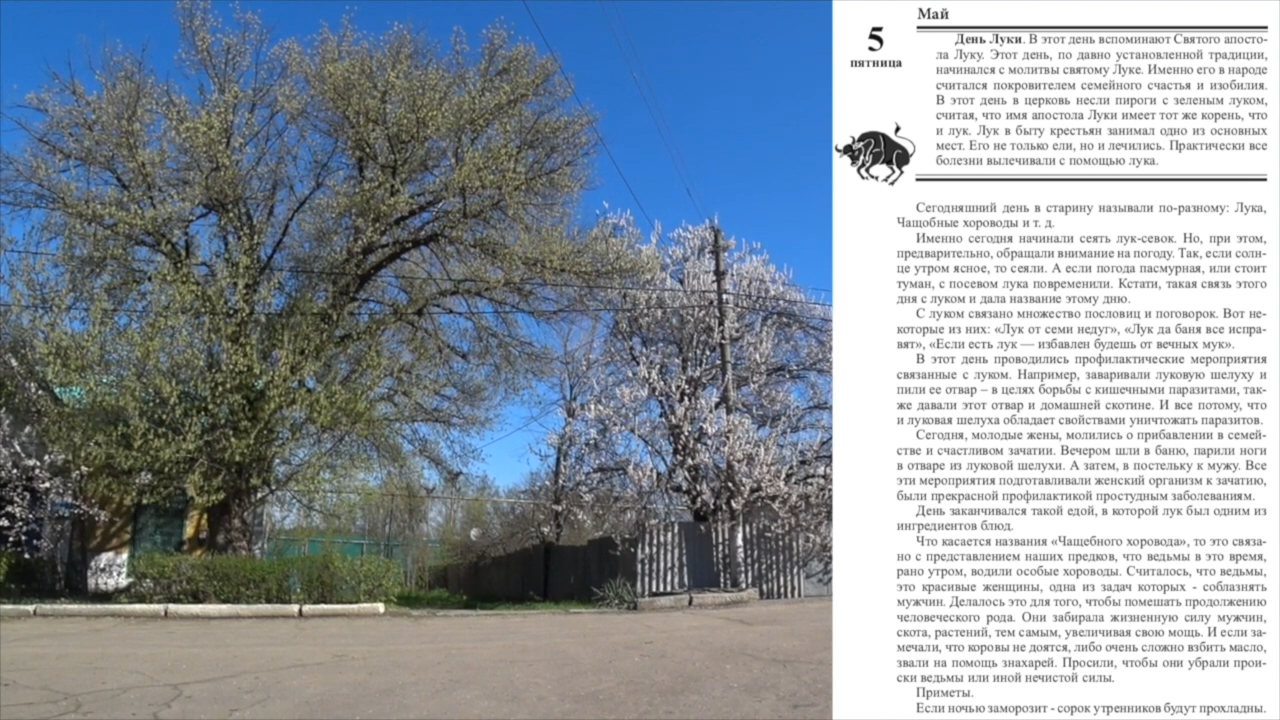 Май
5
пятница
День Луки. В этот день вспоминают Святого апосто-
ла Луку. Этот день, по давно установленной традиции,
начинался с молитвы святому Луке. Именно его в народе
считался покровителем семейного счастья и изобилия.
В этот день в церковь несли пироги с зеленым луком,
считая, что имя апостола Луки имеет тот же корень, что
и лук. Лук в быту крестьян занимал одно из основных
мест. Его не только ели, но и лечились. Практически все
болезни вылечивали с помощью лука.
Сегодняшний день в старину называли по-разному: Лука,
Чащобные хороводы и т. д.
Именно сегодня начинали сеять лук-севок. Но, при этом,
предварительно, обращали внимание на погоду. Так, если солн-
це утром ясное, то сеяли. А если погода пасмурная, или стоит
туман, с посевом лука повременили. Кстати, такая связь этого
дня с луком и дала название этому дню.
С луком связано множество пословиц и поговорок. Вот не-
которые из них: «Лук от семи недуг», «Лук да баня все испра-
вят», «Если есть лук — избавлен будешь от вечных мук».
В этот день проводились профилактические мероприятия
связанные с луком. Например, заваривали луковую шелуху и
пили ее отвар – в целях борьбы с кишечными паразитами, так-
же давали этот отвар и домашней скотине. И все потому, что
и луковая шелуха обладает свойствами уничтожать паразитов.
Сегодня, молодые жены, молились о прибавлении в семей-
стве и счастливом зачатии. Вечером шли в баню, парили ноги
в отваре из луковой шелухи. А затем, в постельку к мужу. Все
эти мероприятия подготавливали женский организм к зачатию,
были прекрасной профилактикой простудным заболеваниям.
День заканчивался такой едой, в которой лук был одним из
ингредиентов блюд.
Что касается названия «Чащебного хоровода», то это связа-
но с представлением наших предков, что ведьмы в это время,
рано утром, водили особые хороводы. Считалось, что ведьмы,
это красивые женщины, одна из задач которых - соблазнять
мужчин. Делалось это для того, чтобы помешать продолжению
человеческого рода. Они забирала жизненную силу мужчин,
скота, растений, тем самым, увеличивая свою мощь. И если за-
мечали, что коровы не доятся, либо очень сложно взбить масло,
звали на помощь знахарей. Просили, чтобы они убрали прои-
ски ведьмы или иной нечистой силы.
Приметы.
Если ночью заморозит - сорок утренников будут прохладны.